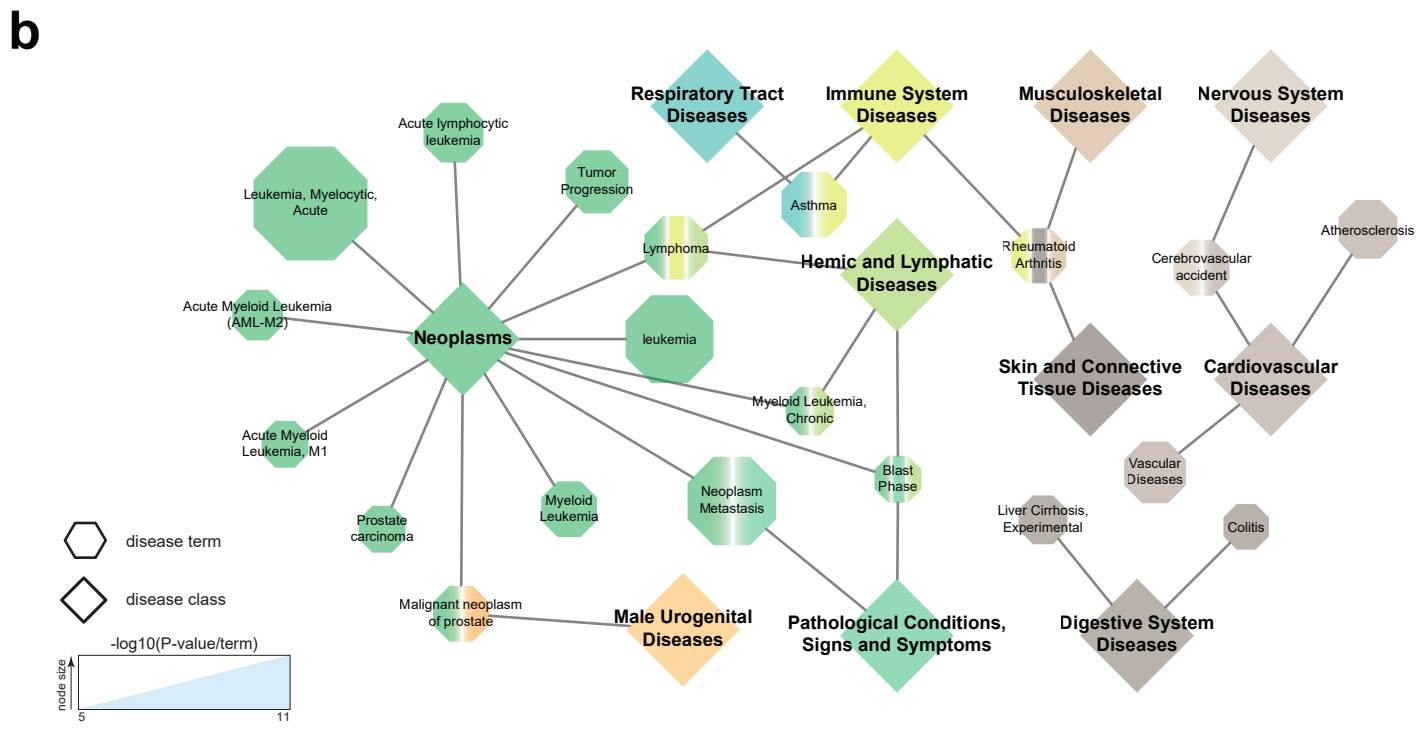 b
Respiratory Tract
Diseases
Immune System
Diseases
Musculoskeletal
Diseases
Nervous System
Diseases
Acute lymphocytic
leukemia
Tumor
Progression
Leukemia, Myelocytic,
Acute
Asthma
Lymphoma
Rheumatoid
Arthritis
Atherosclerosis
Cerebrovascular
accident
Hemic and Lymphatic
Diseases
Acute Myeloid Leukemia
(AML-M2)
Neoplasms
leukemia
Skin and Connective
Tissue Diseases
Cardiovascular
Diseases
Myeloid Leukemia,
Chronic
Acute Myeloid
Leukemia, M1
Vascular
Diseases
Blast
Phase
Neoplasm
Metastasis
Myeloid
Leukemia
Prostate
carcinoma
Liver Cirrhosis,
Experimental
Colitis
disease term
disease class
Malignant neoplasm
of prostate
Male Urogenital
Diseases
Pathological Conditions,
Signs and Symptoms
Digestive System
Diseases
-log10(P-value/term)
node size
5
11